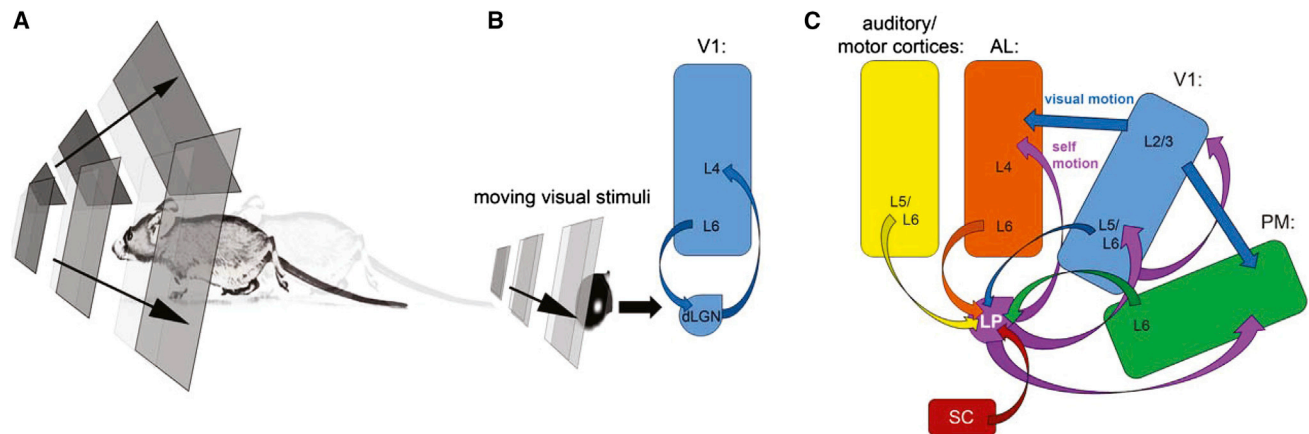 A
B
C
moving visual stimuli
V1:
L4
L6
dLGN
auditory/
motor cortices:
L5/
L6
AL:
L4
L6
visual motion
self
motion
V1:
L2/3
L5/
L6
PM:
L6
LP
SC